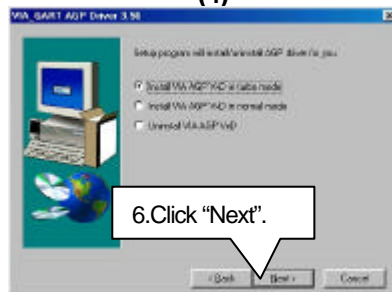 (4)
VIA_GART AGP Driver 3.56
Setup program will install/uninstall AGP driver for you.
Install VIA AGP VxD in turbo mode
Install VIA AGP VxD in normal mode
Uninstall VIA AGP VxD
6.Click “Next”.
< Back
Next >
Cancel